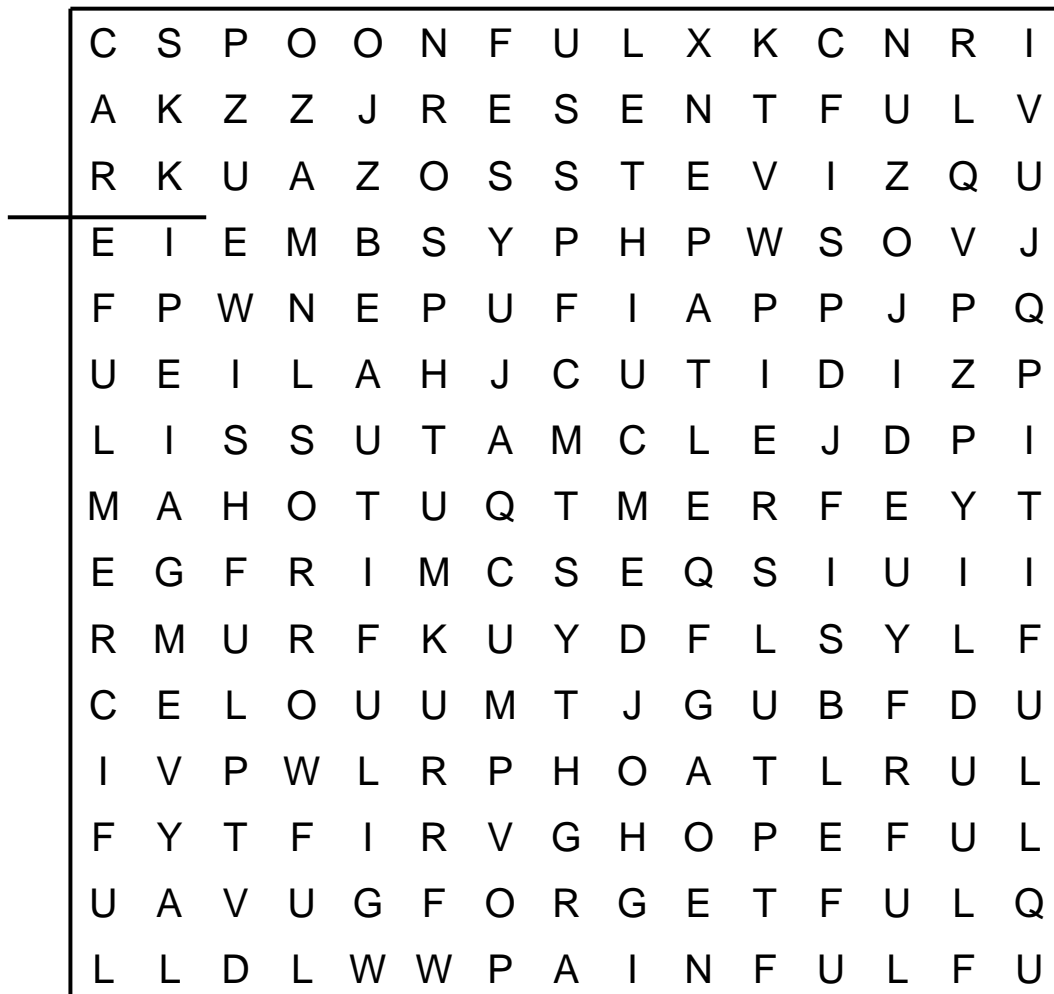 C S P O O N F U L X K C N R I
A K Z Z J R E S E N T F U L V
R K U A Z O S S T E V I Z Q U
E I E M B S Y P H P W S O V J
F P W N E P U F I A P P J P Q
U E I L A H J C U T I D I Z P
L I S S U T A M C L E J D P I
M A H O T U Q T M E R F E Y T
E G F R I M C S E Q S I U I I
R M U R F K U Y D F L S Y L F
C E L O U U M T J G U B F D U
I V P W L R P H O A T L R U L
F Y T F I R V G H O P E F U L
U A V U G F O R G E T F U L Q
L L D L W W P A I N F U L F U